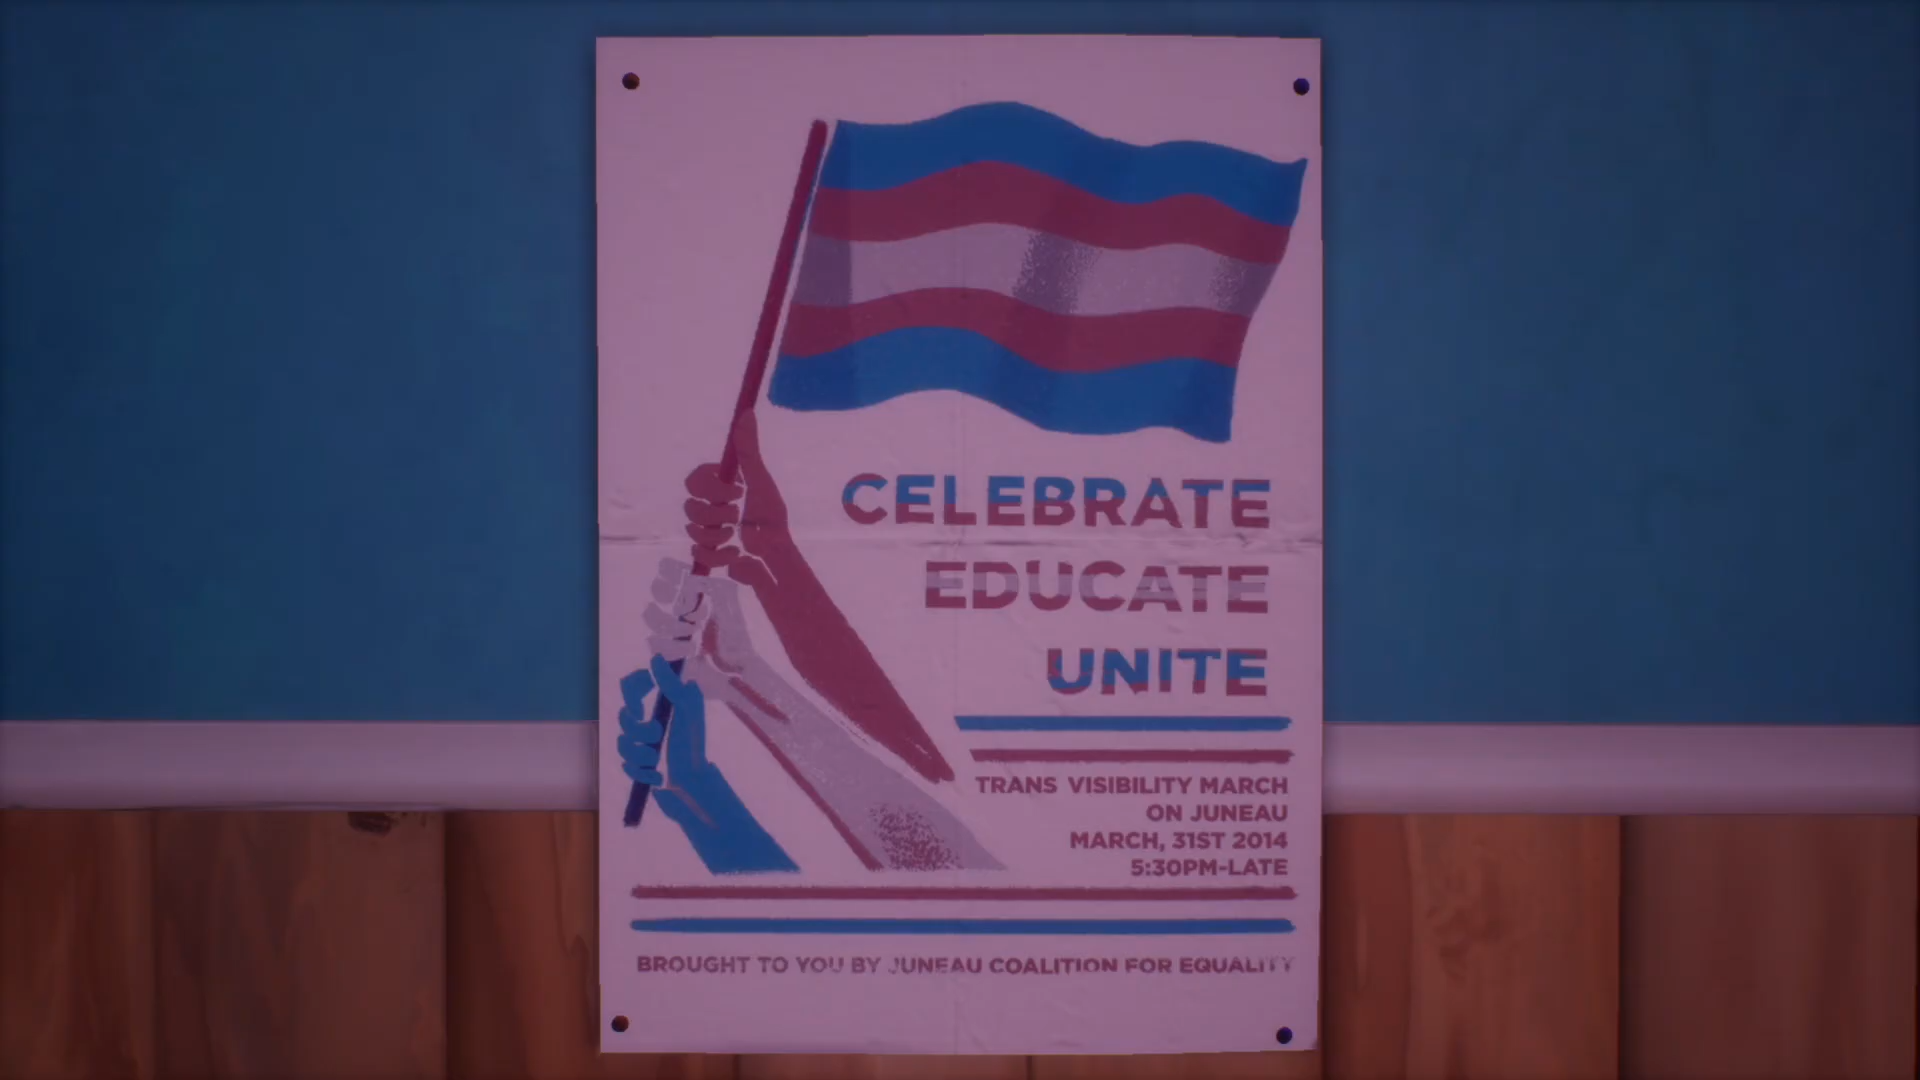 CELEBRATE
EDUCATE
UNITE
TRANS VISIBILITY MARCH
ON JUNEAU
MARCH, 31ST 2014
5:30PM-LATE
BROUGHT TO YOU BY JUNEAU COALITION FOR EQUALITY